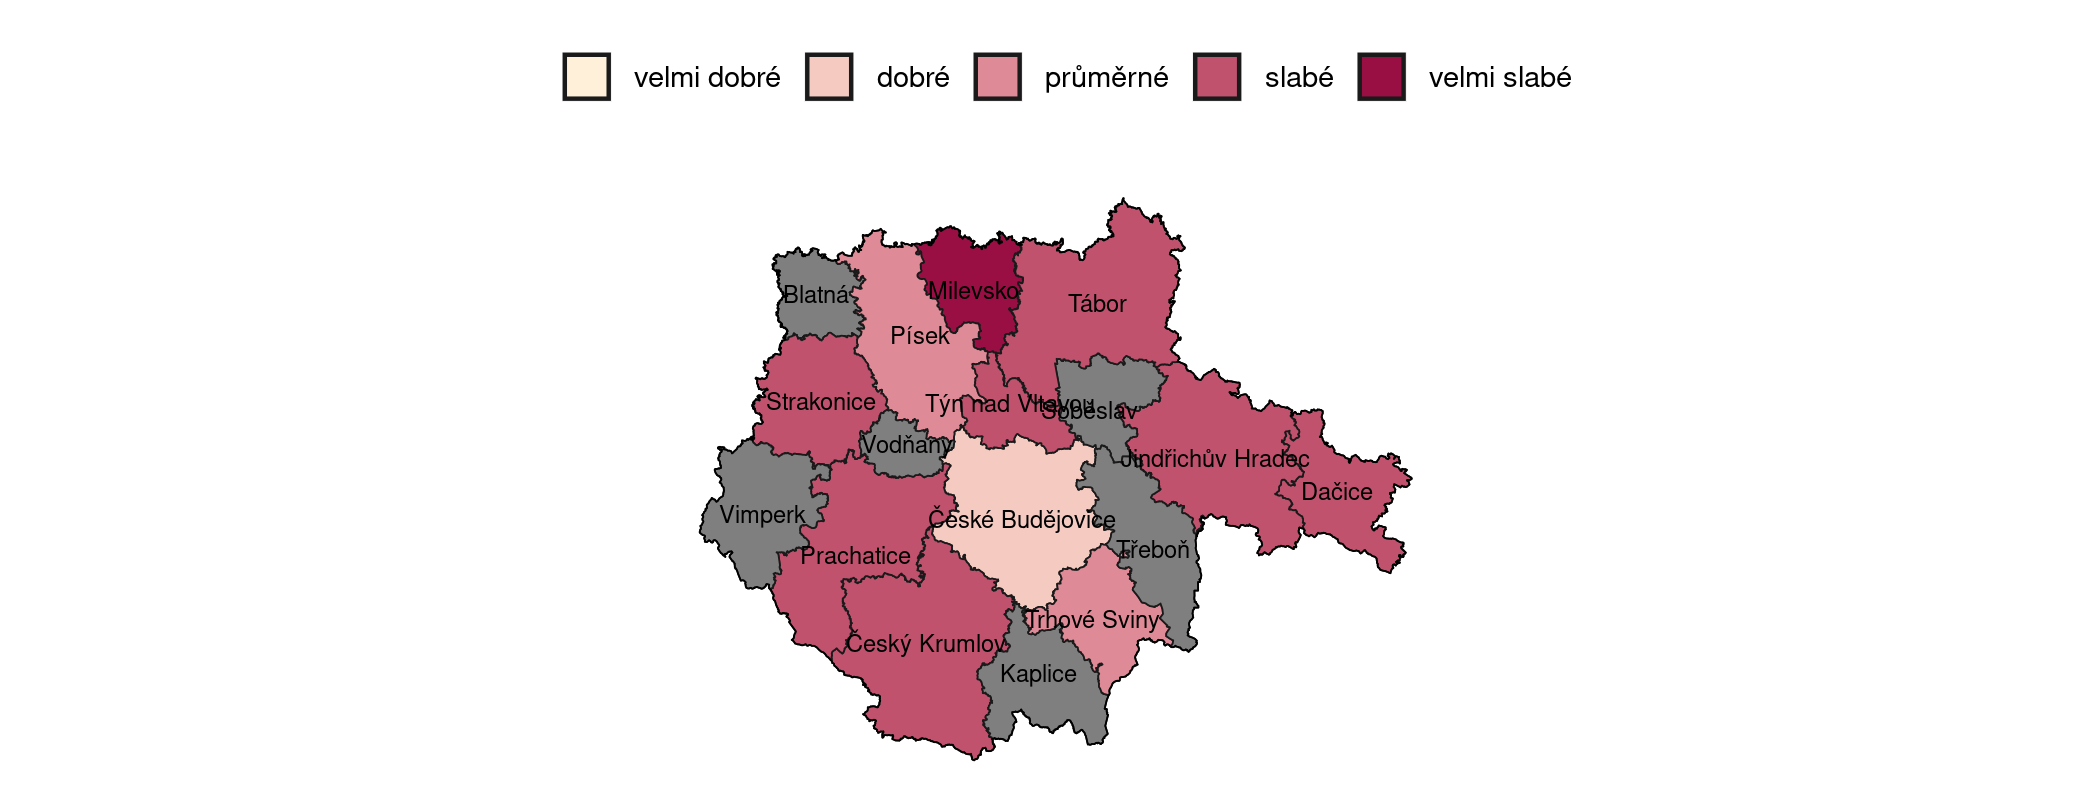 velmi dobré
dobré
průměrné
slabé
velmi slabé
Blatná
Milevsko
Tábor
Písek
Strakonice
Týn nad Vltavou
Soběslav
Vodňany
Jindřichův Hradec
Dačice
Vimperk
České Budějovice
Třeboň
Prachatice
Trhové Sviny
Český Krumlov
Kaplice